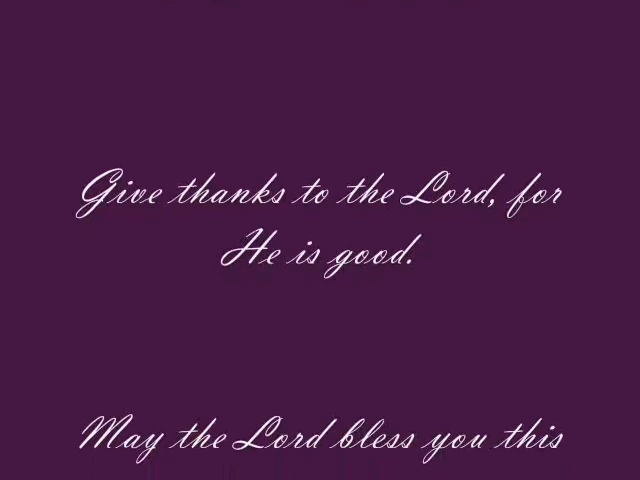 Give thanks to the Lord, for
He is good.
May the Lord bless you this